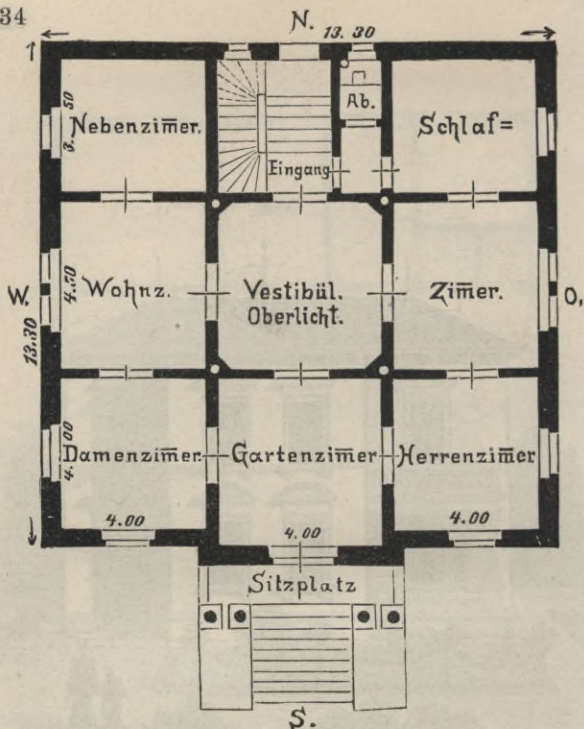 34
N.
13.30
3.50
Nebenzim̅er.
Ab.
Schlaf=
Eingang
W.
13.30
4.50
Wohnz.
Vestibül.
Oberlicht.
Zim̅er.
O,
4.00
Damenzim̅er
Gartenzim̅er
Herrenzim̅er
4.00
4.00
4.00
Sitzplatz
S.